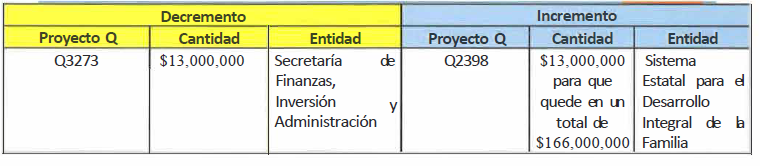 Decremento Incremento
Proyecto Q Cantidad Entidad Proyecto Q Cantidad Entidad
Q3273 $13,000,000 Secretaría de Q2398 $13,000,000 Sistema
Finanzas, para que Estatal para el
Inversión y quede en un Desarrollo
Administración total de Integral de la
$166,000,000 Familia